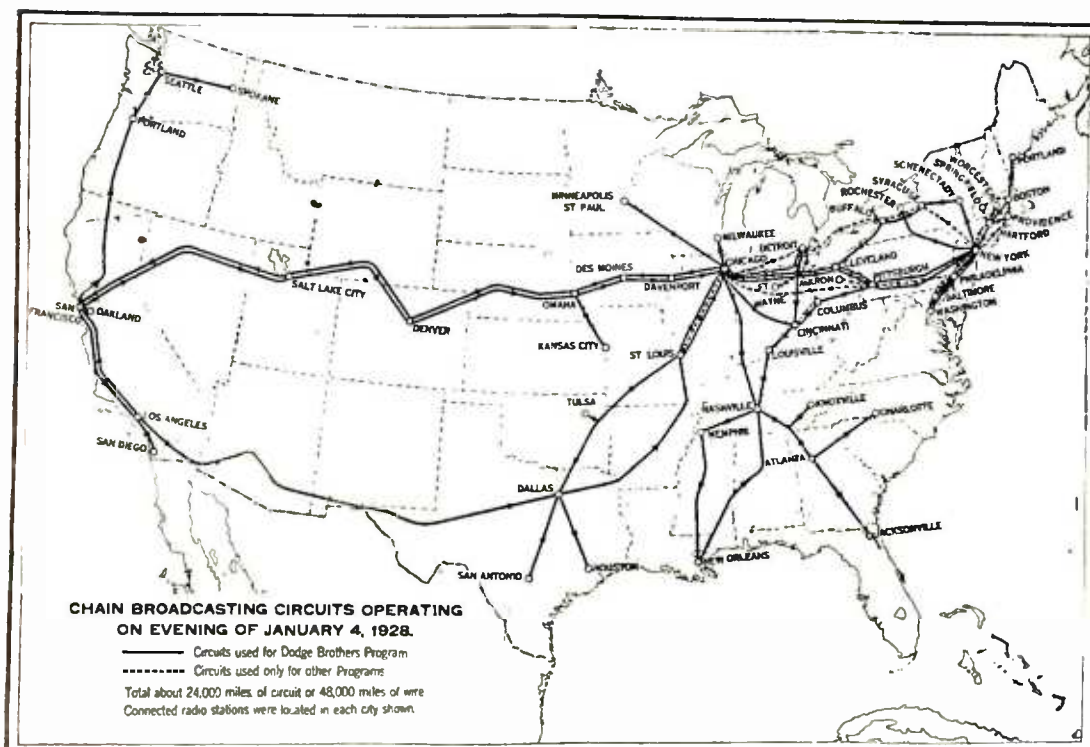 SEATTLE
SPOKANE
PORTLAND
MINNEAPOLIS
ST PAUL
MILWAUKEE
CHICAGO
DETROIT
ROCHESTER
SYRACUSE
SCHENECTADY
SPRINGFIELD
WORCESTER
PORTLAND
BOSTON
PROVIDENCE
HARTFORD
NEW YORK
BUFFALO
CLEVELAND
PITTSBURGH
PHILADELPHIA
BALTIMORE
WASHINGTON
AKRON
FT
WAYNE
COLUMBUS
CINCINNATI
LOUISVILLE
DES MOINES
DAVENPORT
SALT LAKE CITY
OMAHA
SAN
FRANCISCO
OAKLAND
DENVER
KANSAS CITY
ST LOUIS
LOS ANGELES
SAN DIEGO
TULSA
NASHVILLE
KNOXVILLE
CHARLOTTE
MEMPHIS
ATLANTA
DALLAS
JACKSONVILLE
NEW ORLEANS
SAN ANTONIO
HOUSTON
CHAIN BROADCASTING CIRCUITS OPERATING
ON EVENING OF JANUARY 4, 1928.
Circuits used for Dodge Brothers Program
Circuits used only for other Programs
Total about 24,000 miles of circuit or 48,000 miles of wire
Connected radio stations were located in each city shown